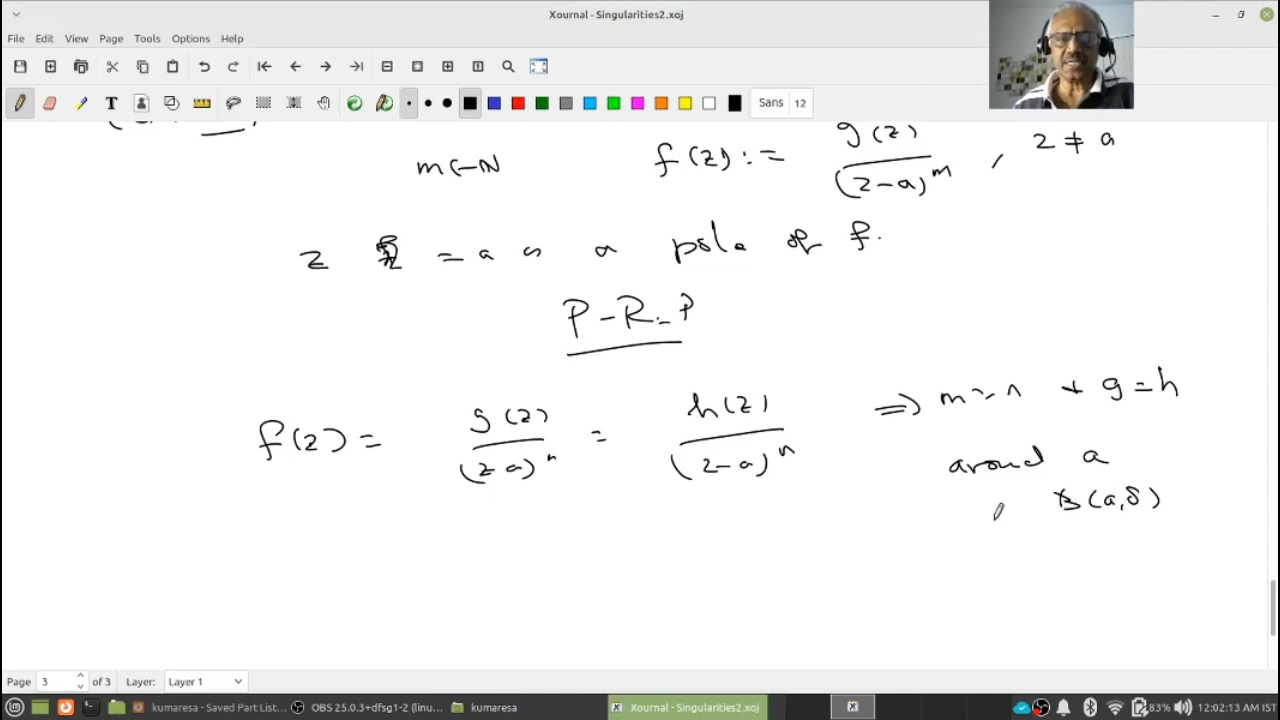 Xournal - Singularities2.xoj
File Edit View Page Tools Options Help
Sans 12
m ∈ N f(z) := g(z) / (z-a)^m , z ≠ a
z = a is a pole of f.
P-R-P
f(z) = g(z) / (z-a)^n = h(z) / (z-a)^n ⇒ m = n + g = h
around a
B(a,δ)
Page 3 of 3 Layer: Layer 1
kumaresa - Saved Part List... OBS 25.0.3+dfsg1-2 (linu... kumaresa Xournal - Singularities2.xoj 83% 12:02:13 AM IST